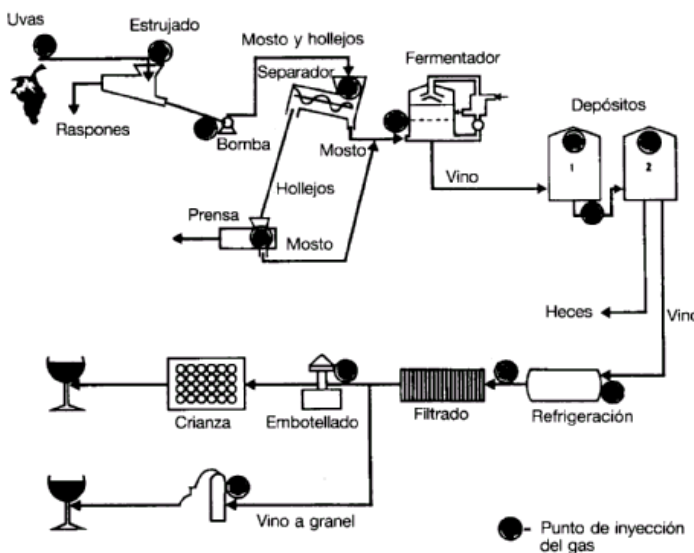 Uvas
Estrujado
Mosto y hollejos
Separador
Fermentador
Depósitos
Raspones
Bomba
Mosto
1
2
Vino
Hollejos
Prensa
Mosto
Heces
Vino
Crianza
Embotellado
Filtrado
Refrigeración
Vino a granel
- Punto de inyección
del gas